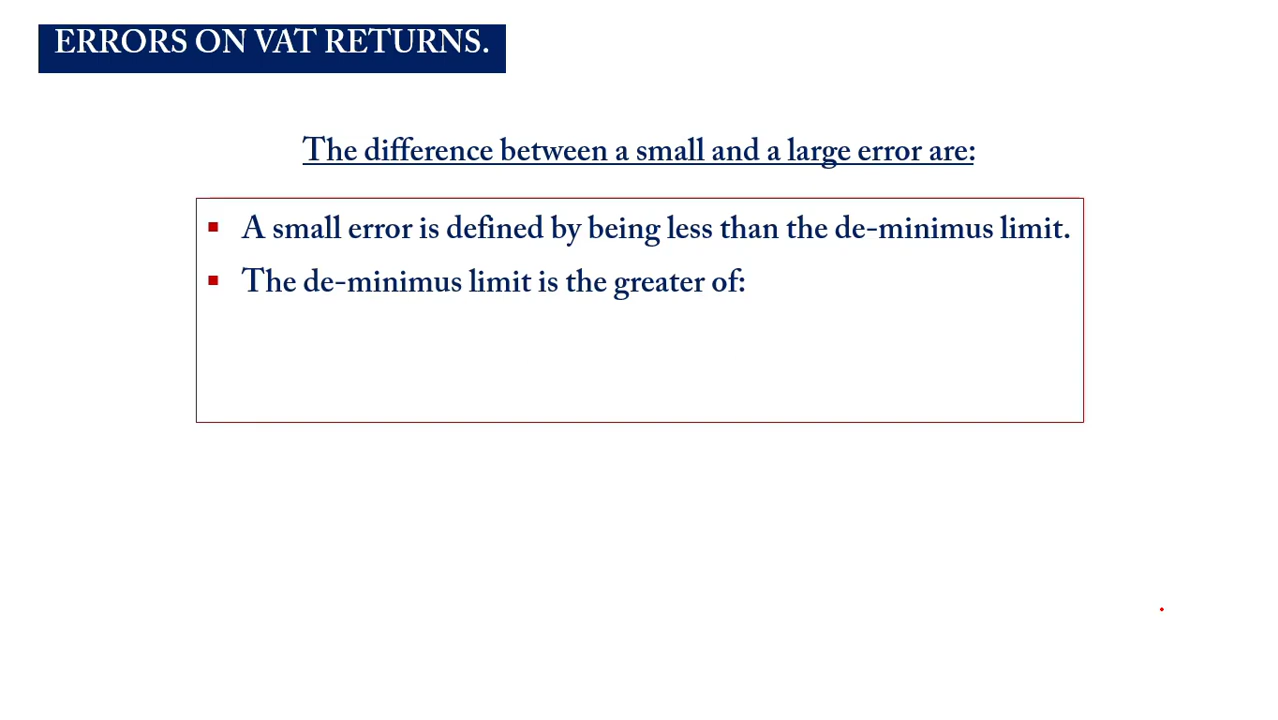 ERRORS ON VAT RETURNS.
The difference between a small and a large error are:
▪ A small error is defined by being less than the de-minimus limit.
▪ The de-minimus limit is the greater of: